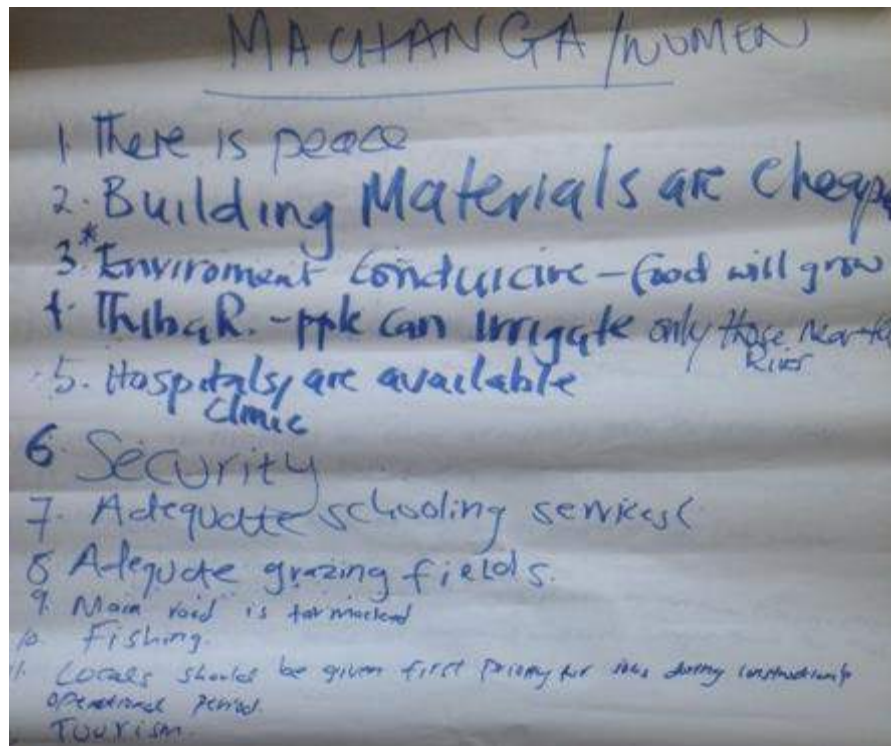 MACHANGA/WOMEN
1. There is peace
2. Building Materials are Cheap
3.* Enviroment Conduicive - food will grow
4. Thiba R. - ppl can irrigate only those near the
River
5. Hospitals, are available
Clinic
6. Security
7. Adequate schooling services
8 Adequate grazing fields.
9. Main road is tarmacked
10. Fishing.
11. Locals should be given first priority for jobs during construction &
operational period.
Tourism.